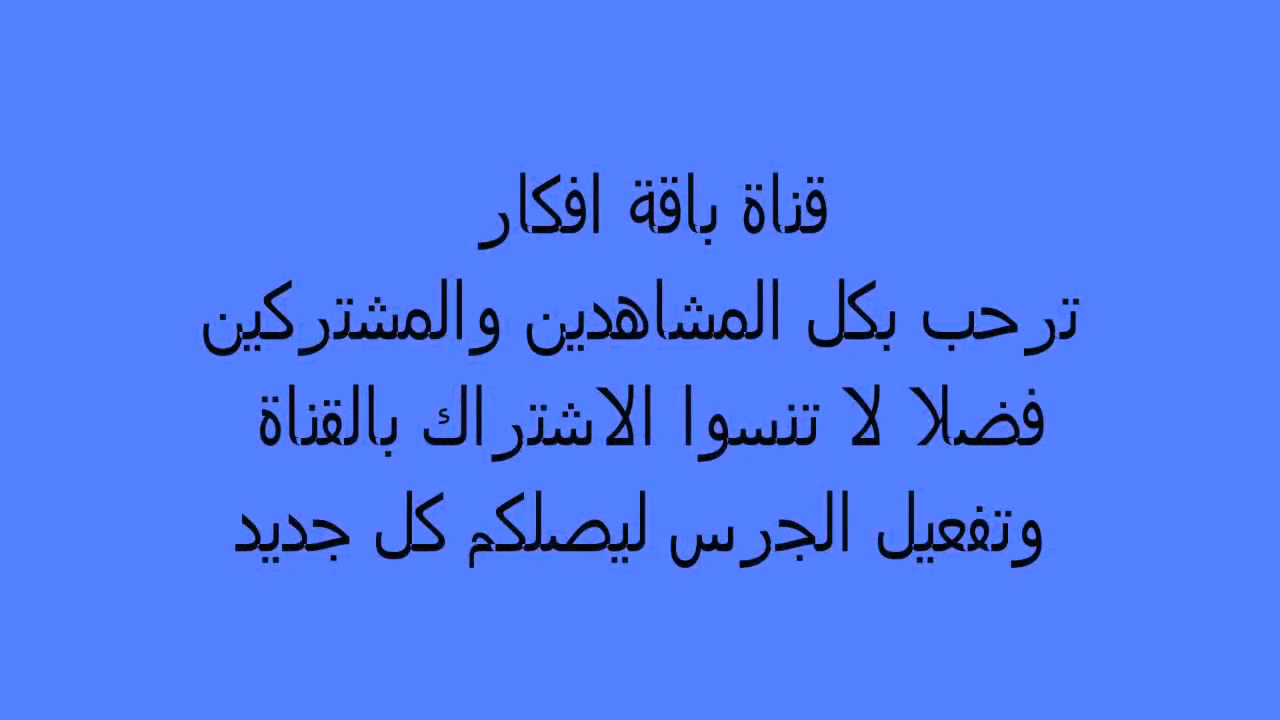 قناة باقة افكار
ترحب بكل المشاهدين والمشتركين
فضلا لا تنسوا الاشتراك بالقناة
وتفعيل الجرس ليصلكم كل جديد